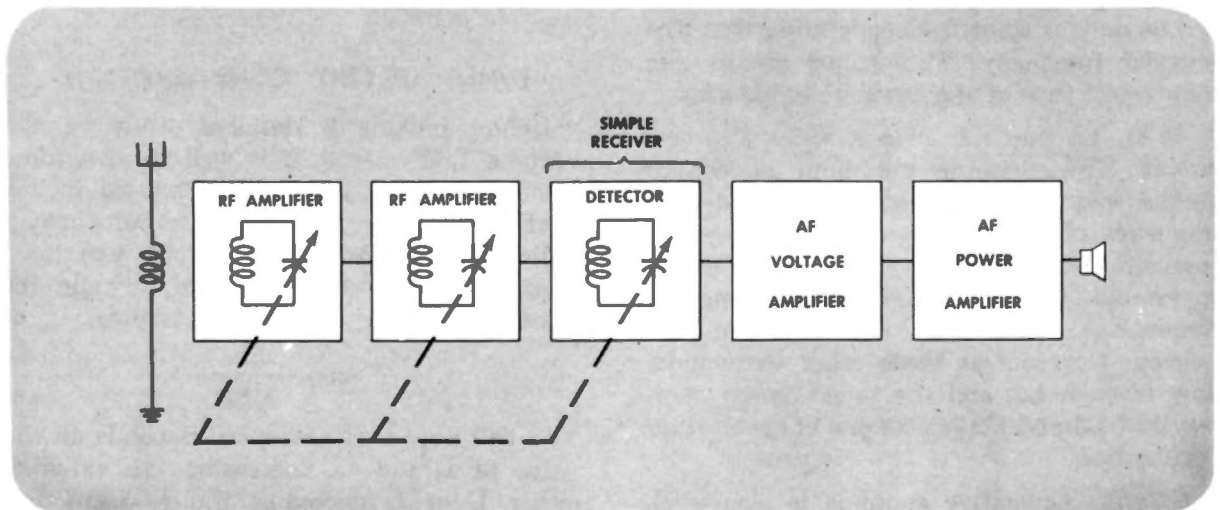 SIMPLE
RECEIVER
RF AMPLIFIER
RF AMPLIFIER
DETECTOR
AF
VOLTAGE
AMPLIFIER
AF
POWER
AMPLIFIER